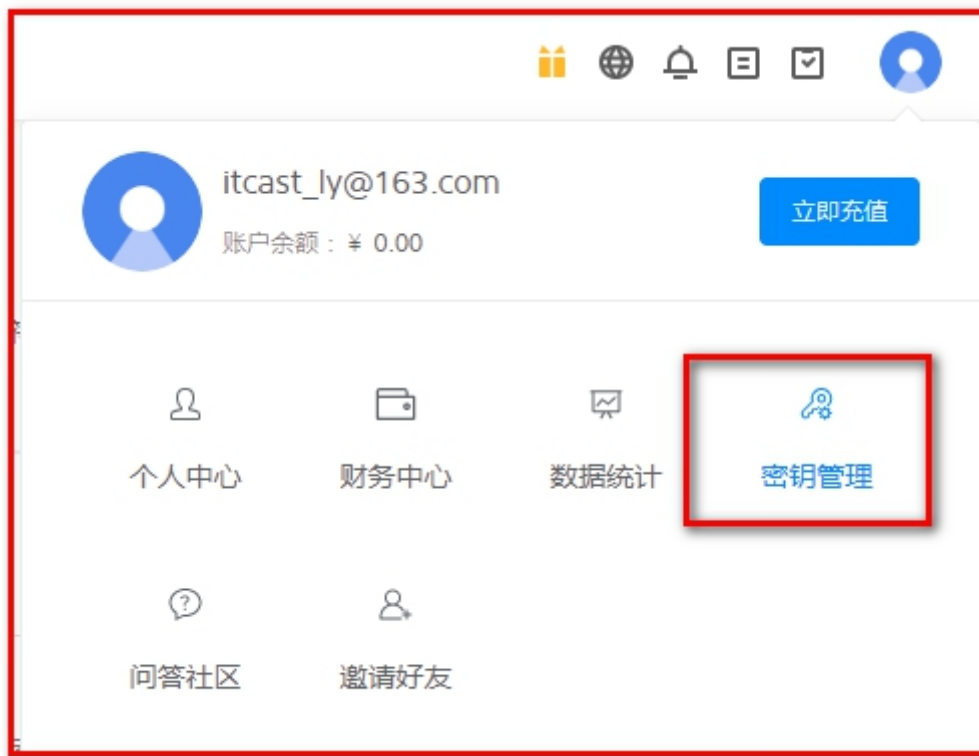 itcast_ly@163.com
立即充值
账户余额：¥ 0.00
个人中心 财务中心 数据统计 密钥管理
问答社区 邀请好友